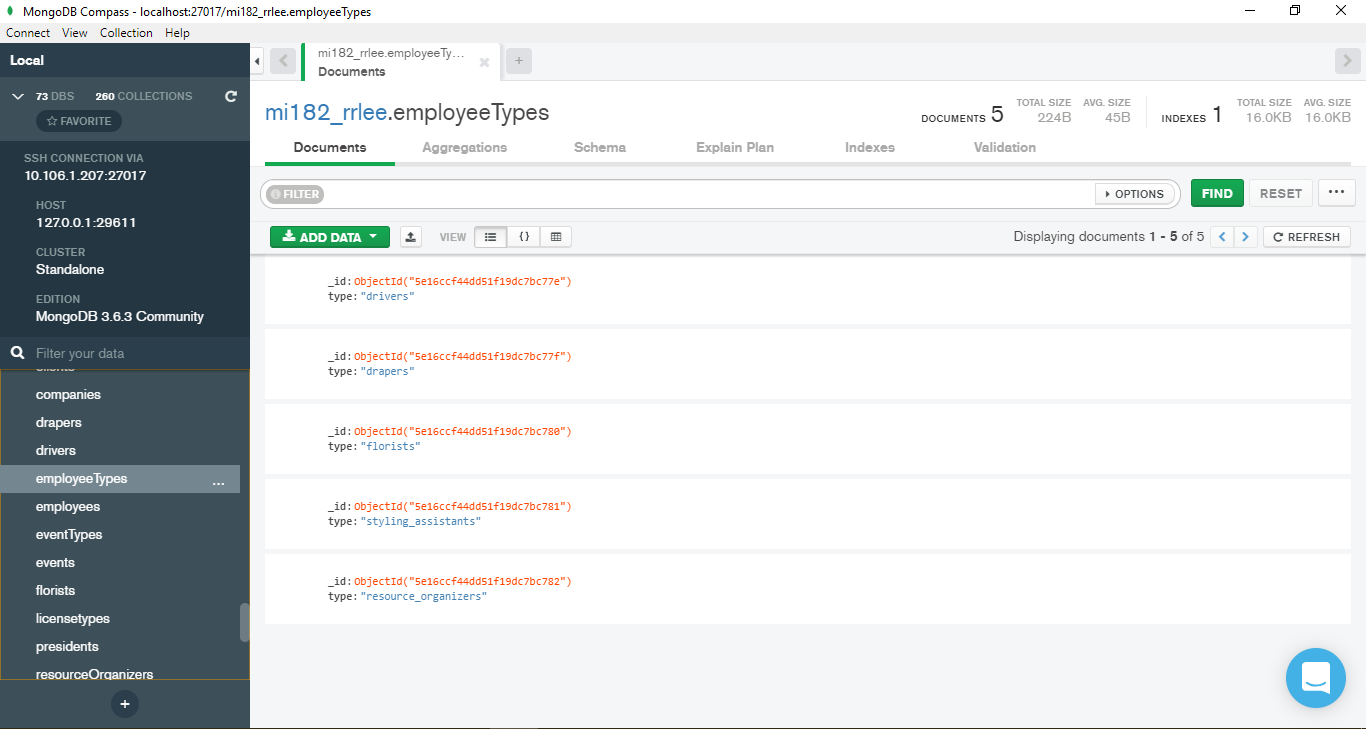 MongoDB Compass - localhost:27017/mi182_rrlee.employeeTypes
Connect View Collection Help
Local
73 DBS 260 COLLECTIONS
FAVORITE
SSH CONNECTION VIA
10.106.1.207:27017
HOST
127.0.0.1:29611
CLUSTER
Standalone
EDITION
MongoDB 3.6.3 Community
Filter your data
clients
companies
drapers
drivers
employeeTypes ...
employees
eventTypes
events
florists
licensetypes
presidents
resourceOrganizers
+
mi182_rrlee.employeeTy...
Documents
+
mi182_rrlee.employeeTypes
DOCUMENTS 5 TOTAL SIZE 224B AVG. SIZE 45B INDEXES 1 TOTAL SIZE 16.0KB AVG. SIZE 16.0KB
Documents Aggregations Schema Explain Plan Indexes Validation
FILTER OPTIONS FIND RESET ...
ADD DATA VIEW {} Displaying documents 1 - 5 of 5 < > REFRESH
_id: ObjectId("5e16ccf44dd51f19dc7bc77e")
type: "drivers"
_id: ObjectId("5e16ccf44dd51f19dc7bc77f")
type: "drapers"
_id: ObjectId("5e16ccf44dd51f19dc7bc780")
type: "florists"
_id: ObjectId("5e16ccf44dd51f19dc7bc781")
type: "styling_assistants"
_id: ObjectId("5e16ccf44dd51f19dc7bc782")
type: "resource_organizers"